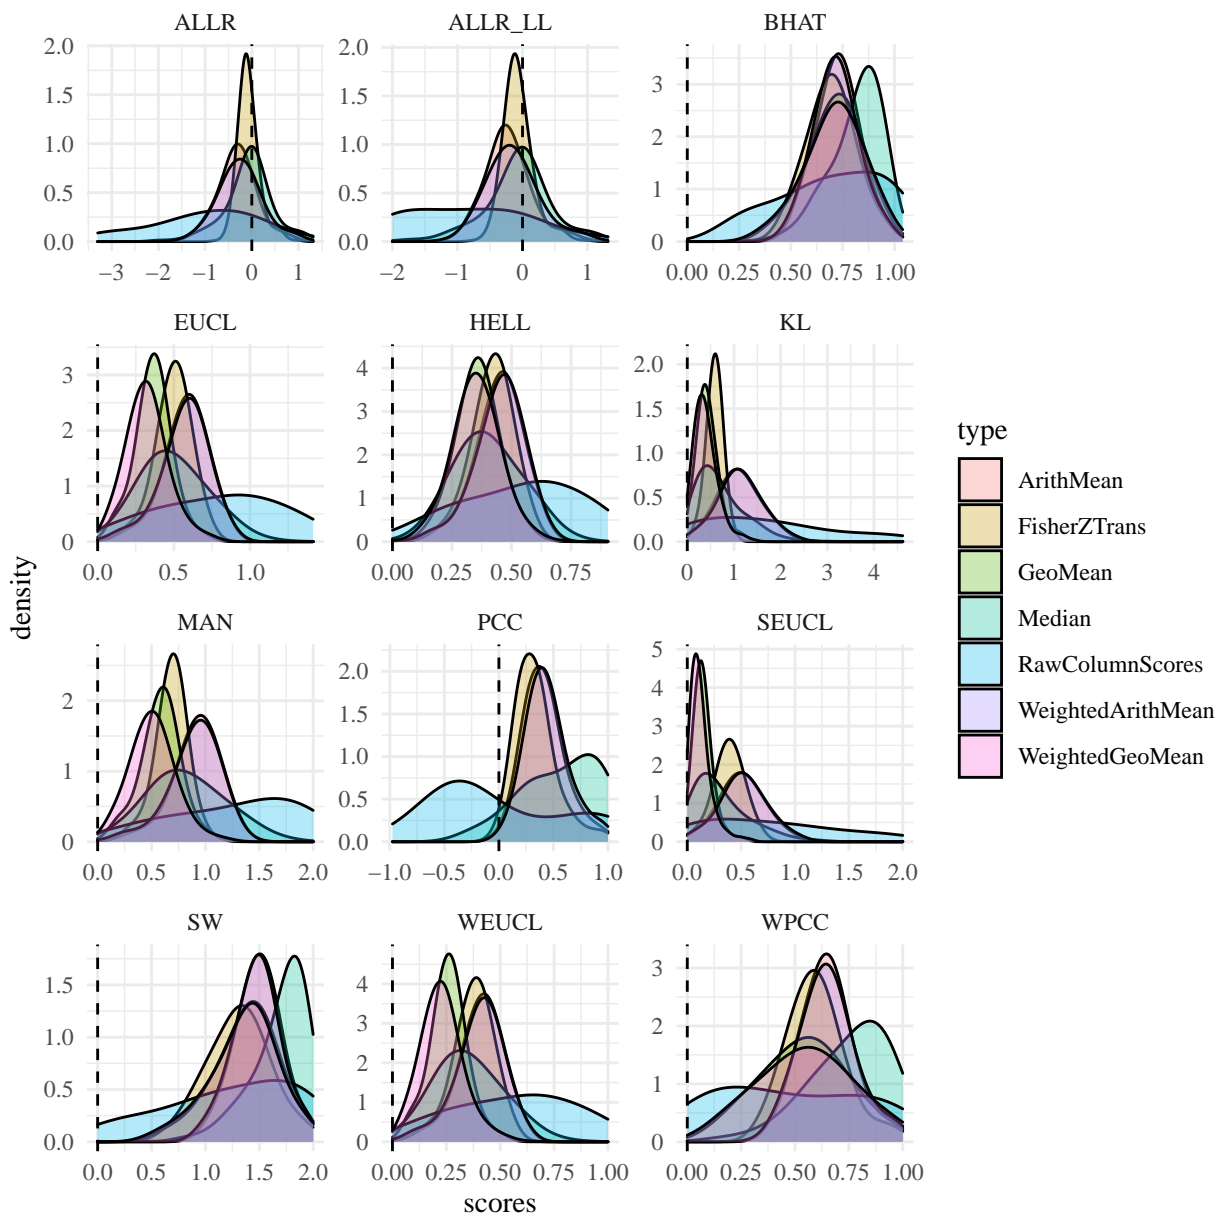 ALLR ALLR_LL BHAT
2.0 1.5 1.0 0.5 0.0
−3 −2 −1 0 1
2.0 1.5 1.0 0.5 0.0
−2 −1 0 1
3 2 1 0
0.00 0.25 0.50 0.75 1.00
EUCL HELL KL
3 2 1 0
0.0 0.5 1.0
4 3 2 1 0
0.00 0.25 0.50 0.75
2.0 1.5 1.0 0.5 0.0
0 1 2 3 4
MAN PCC SEUCL
2 1 0
0.0 0.5 1.0 1.5 2.0
2.0 1.5 1.0 0.5 0.0
−1.0 −0.5 0.0 0.5 1.0
5 4 3 2 1 0
0.0 0.5 1.0 1.5 2.0
SW WEUCL WPCC
1.5 1.0 0.5 0.0
0.0 0.5 1.0 1.5 2.0
4 3 2 1 0
0.00 0.25 0.50 0.75 1.00
3 2 1 0
0.00 0.25 0.50 0.75 1.00
density
scores
type
ArithMean
FisherZTrans
GeoMean
Median
RawColumnScores
WeightedArithMean
WeightedGeoMean